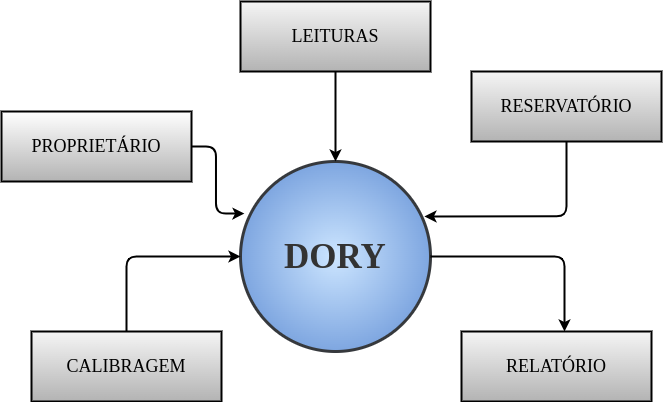 LEITURAS
RESERVATÓRIO
PROPRIETÁRIO
DORY
CALIBRAGEM
RELATÓRIO